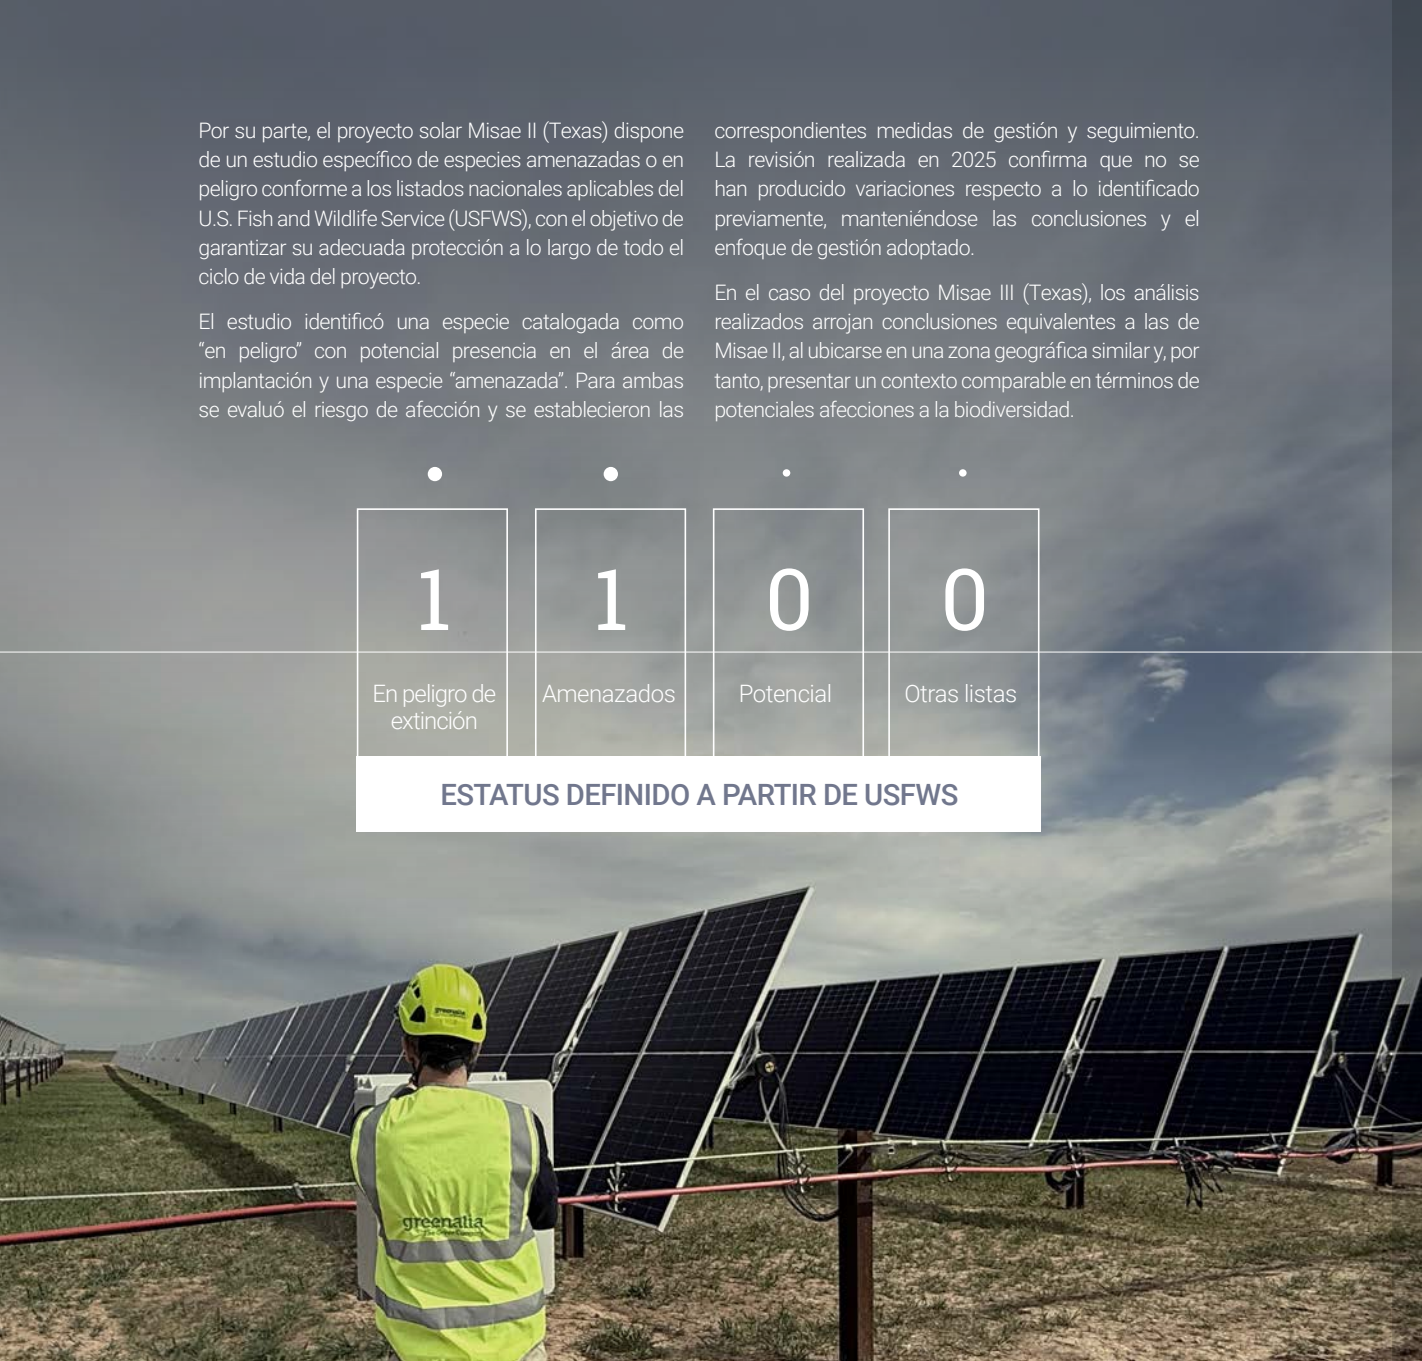 Por su parte, el proyecto solar Misae II (Texas) dispone
de un estudio específico de especies amenazadas o en
peligro conforme a los listados nacionales aplicables del
U.S. Fish and Wildlife Service (USFWS), con el objetivo de
garantizar su adecuada protección a lo largo de todo el
ciclo de vida del proyecto.
El estudio identificó una especie catalogada como
“en peligro” con potencial presencia en el área de
implantación y una especie “amenazada”. Para ambas
se evaluó el riesgo de afección y se establecieron las
correspondientes medidas de gestión y seguimiento.
La revisión realizada en 2025 confirma que no se
han producido variaciones respecto a lo identificado
previamente, manteniéndose las conclusiones y el
enfoque de gestión adoptado.
En el caso del proyecto Misae III (Texas), los análisis
realizados arrojan conclusiones equivalentes a las de
Misae II, al ubicarse en una zona geográfica similar y, por
tanto, presentar un contexto comparable en términos de
potenciales afecciones a la biodiversidad.
1
En peligro de
extinción
1
Amenazados
0
Potencial
0
Otras listas
ESTATUS DEFINIDO A PARTIR DE USFWS
greenalia
greenalia